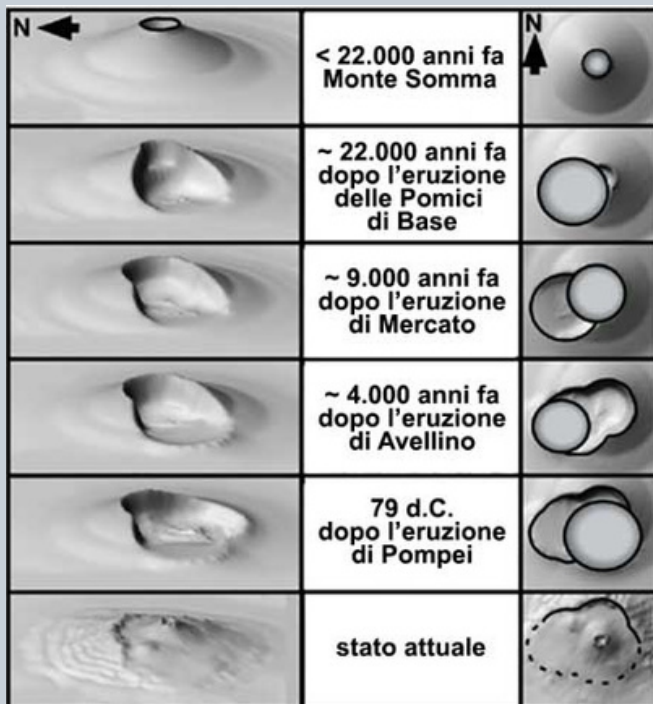 N
< 22.000 anni fa
Monte Somma
N
~ 22.000 anni fa
dopo l'eruzione
delle Pomici
di Base
~ 9.000 anni fa
dopo l'eruzione
di Mercato
~ 4.000 anni fa
dopo l'eruzione
di Avellino
79 d.C.
dopo l'eruzione
di Pompei
stato attuale